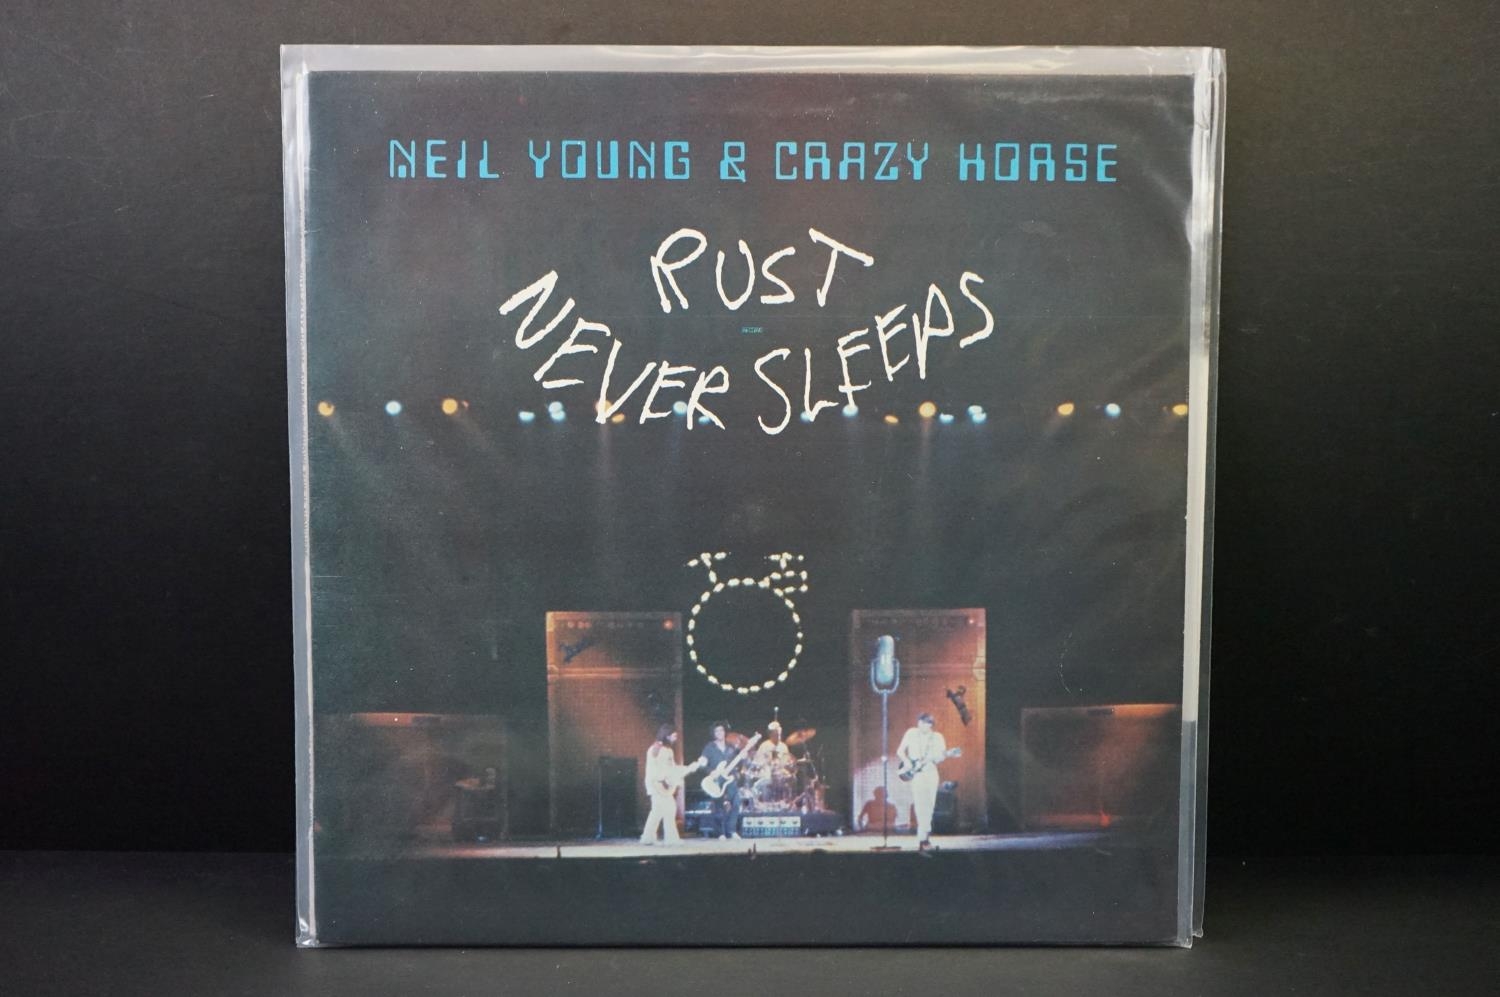 NEIL YOUNG & CRAZY HORSE
RUST
NEVER SLEEPS